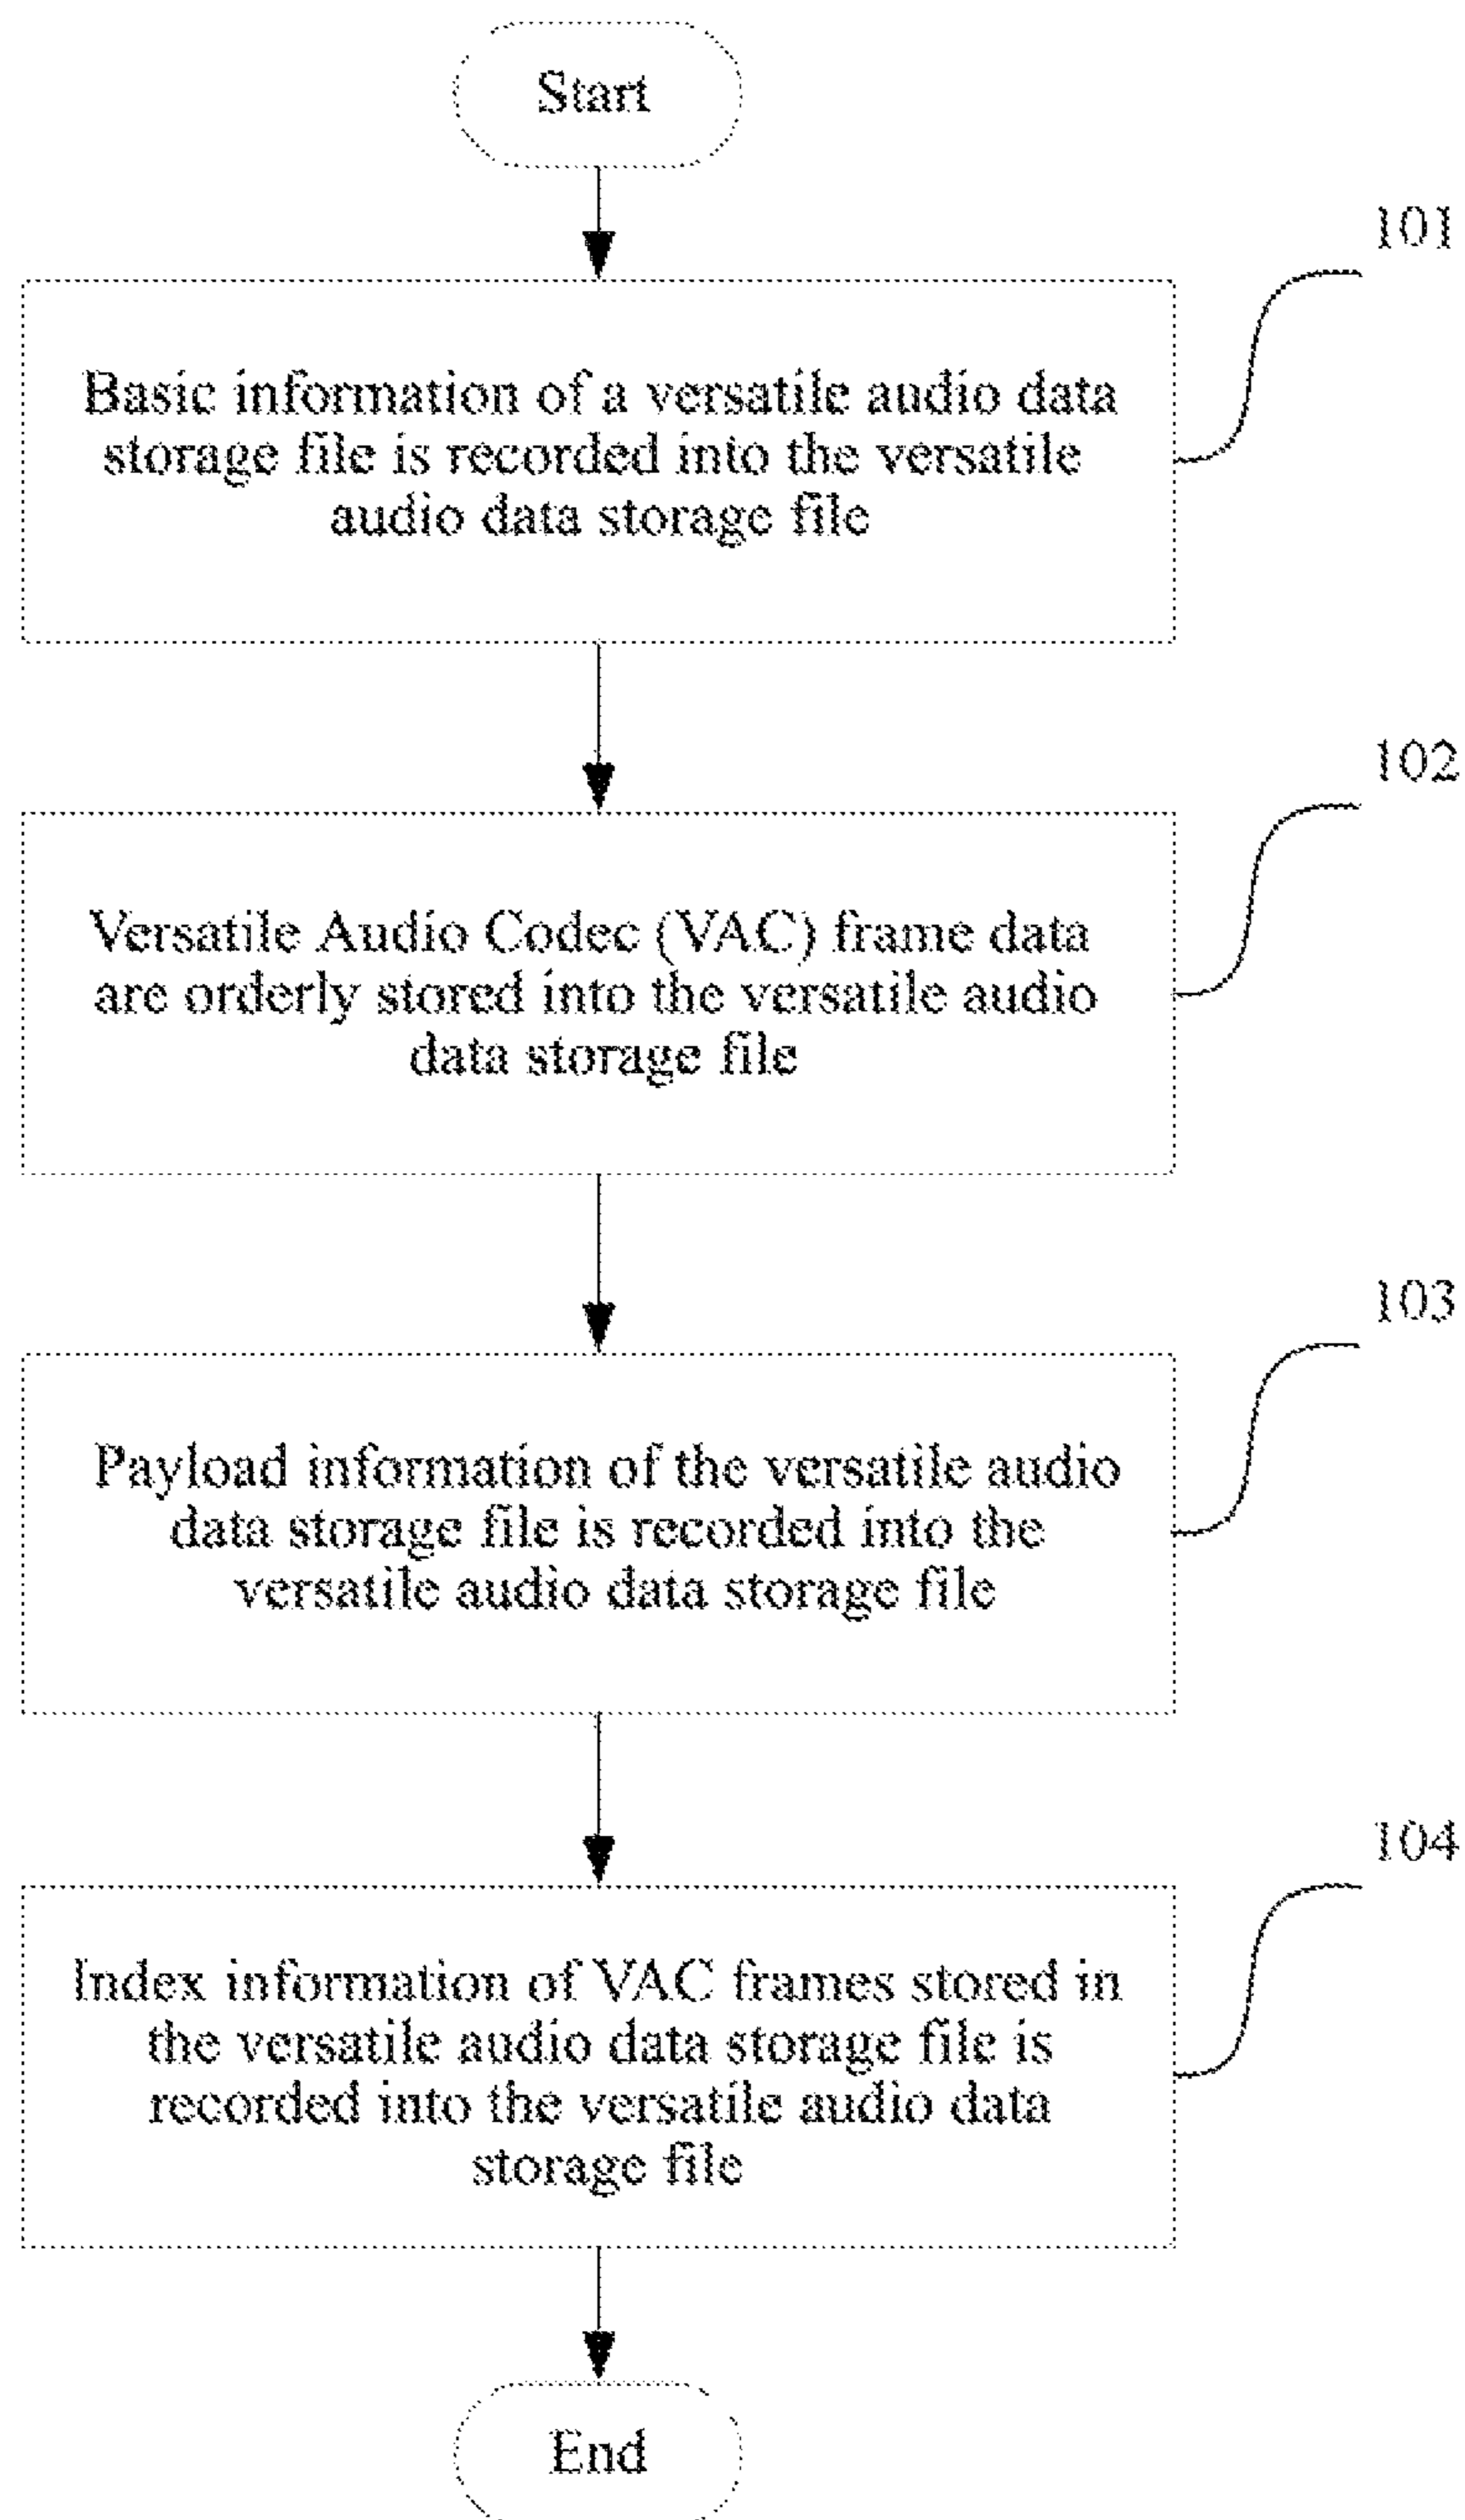 Start
101
Basic information of a versatile audio data
storage file is recorded into the versatile
audio data storage file
102
Versatile Audio Codec (VAC) frame data
are orderly stored into the versatile audio
data storage file
103
Payload information of the versatile audio
data storage file is recorded into the
versatile audio data storage file
104
Index information of VAC frames stored in
the versatile audio data storage file is
recorded into the versatile audio data
storage file
End